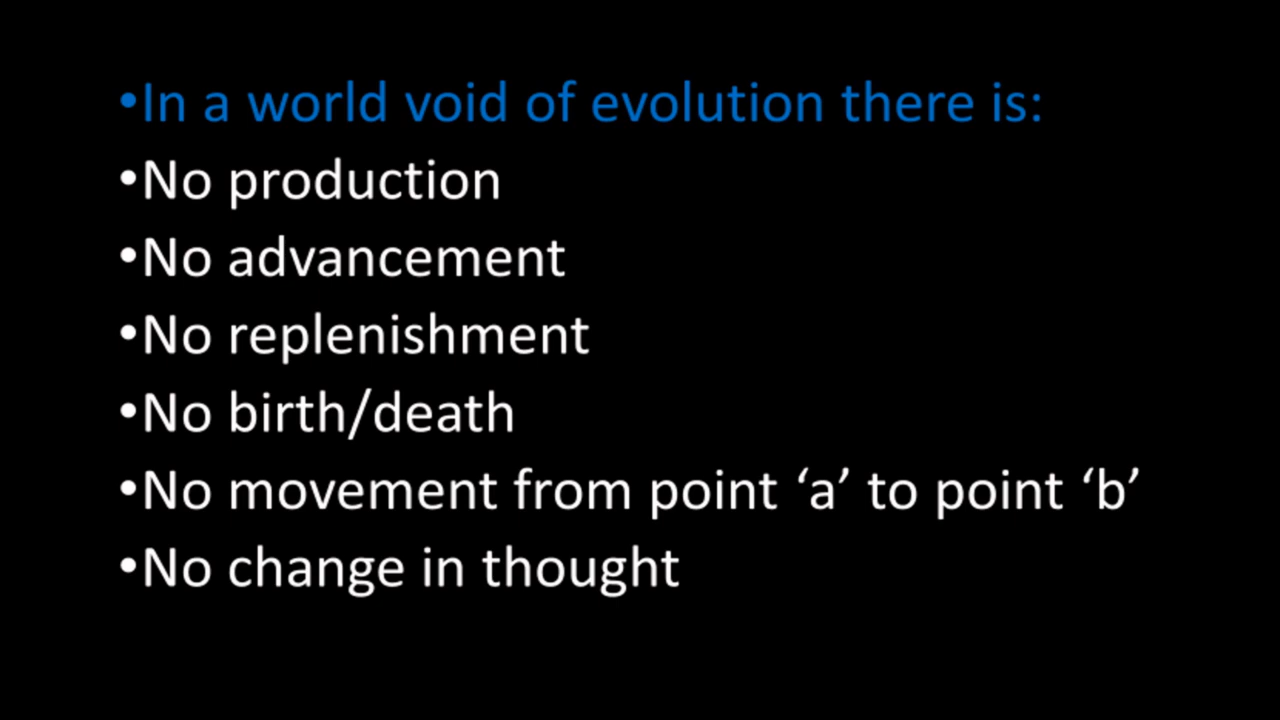 •In a world void of evolution there is:
•No production
•No advancement
•No replenishment
•No birth/death
•No movement from point ‘a’ to point ‘b’
•No change in thought